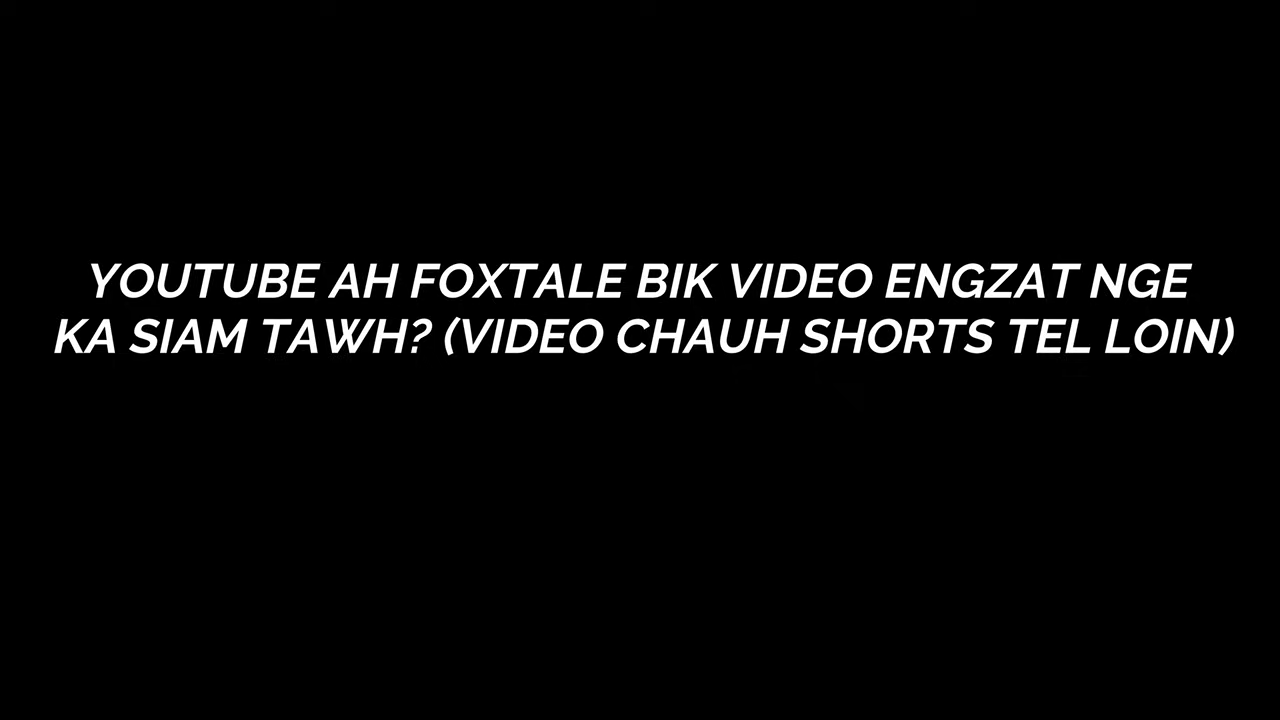 YOUTUBE AH FOXTALE BIK VIDEO ENGZAT NGE
KA SIAM TAWH? (VIDEO CHAUH SHORTS TEL LOIN)